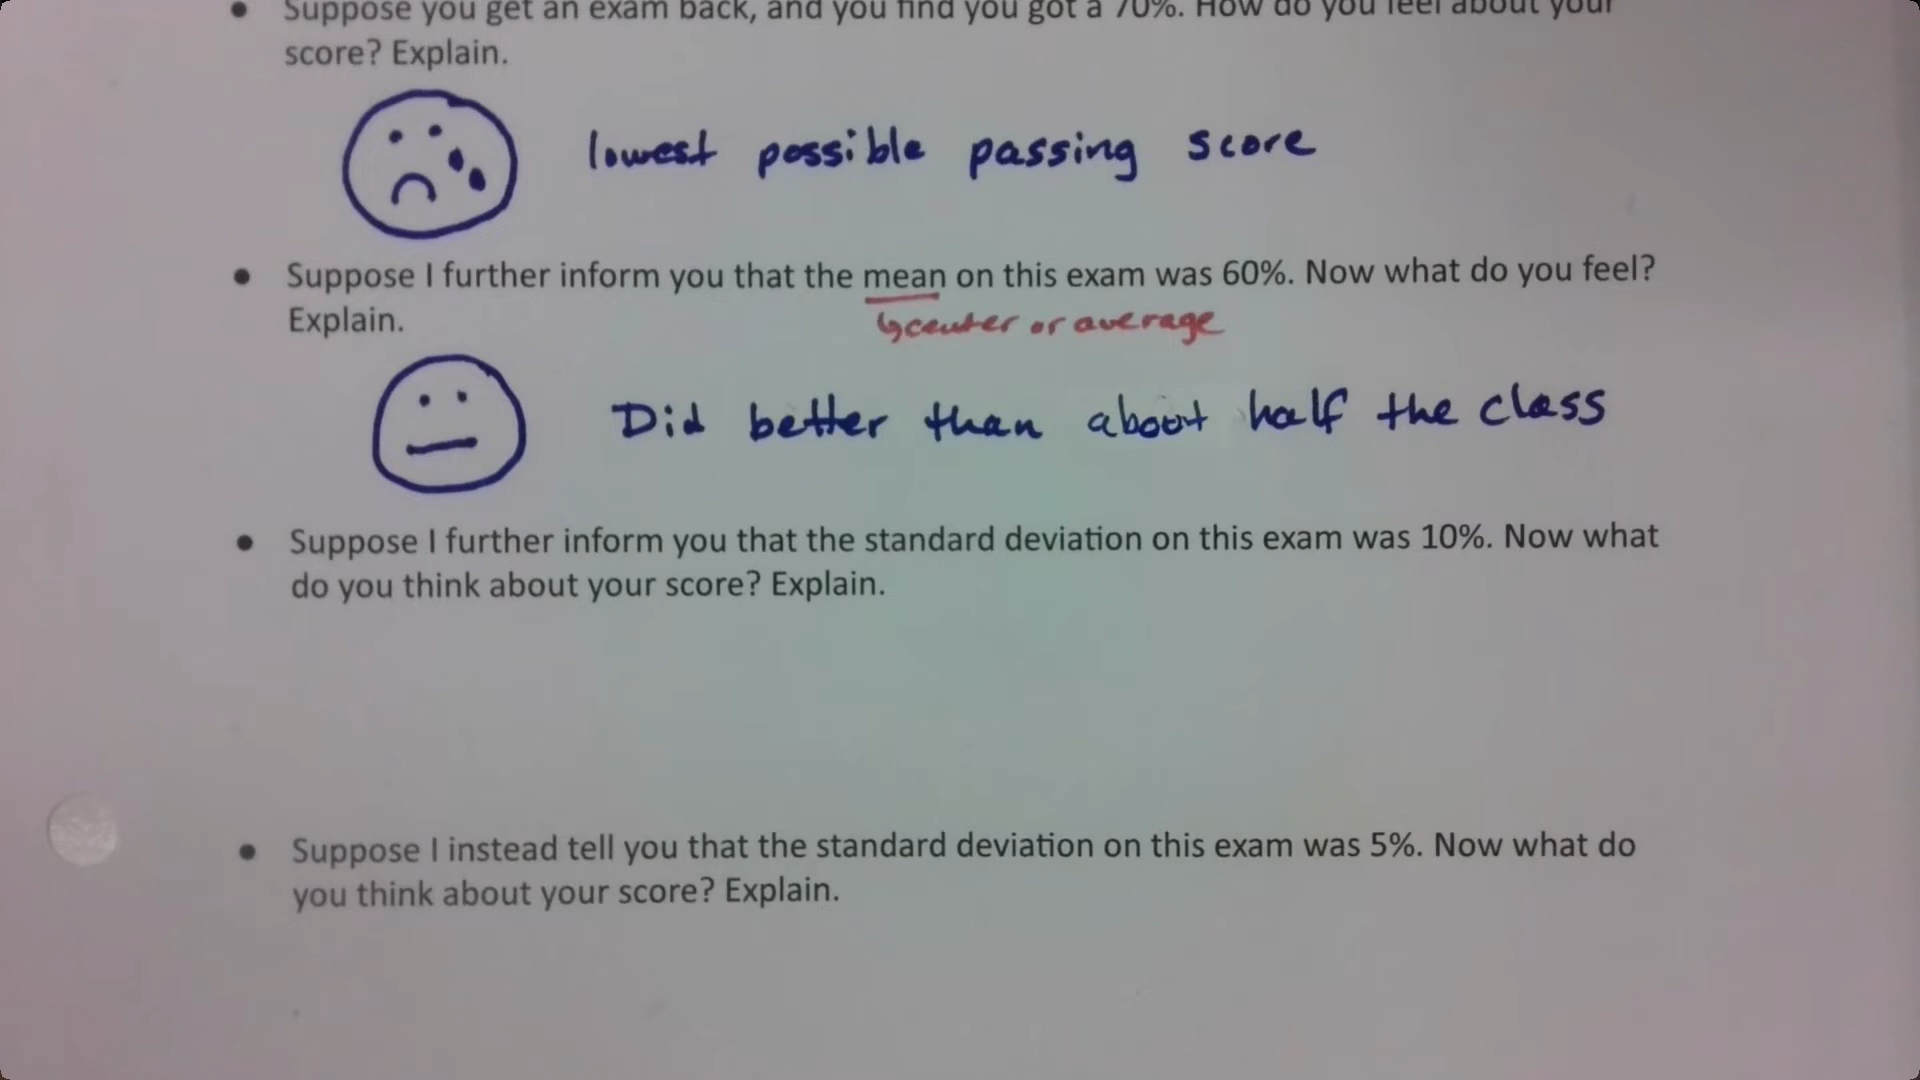 • Suppose you get an exam back, and you find you got a 70%. How do you feel about your
score? Explain.
lowest possible passing score
• Suppose I further inform you that the mean on this exam was 60%. Now what do you feel?
Explain.
↳center or average
Did better than about half the class
• Suppose I further inform you that the standard deviation on this exam was 10%. Now what
do you think about your score? Explain.
• Suppose I instead tell you that the standard deviation on this exam was 5%. Now what do
you think about your score? Explain.